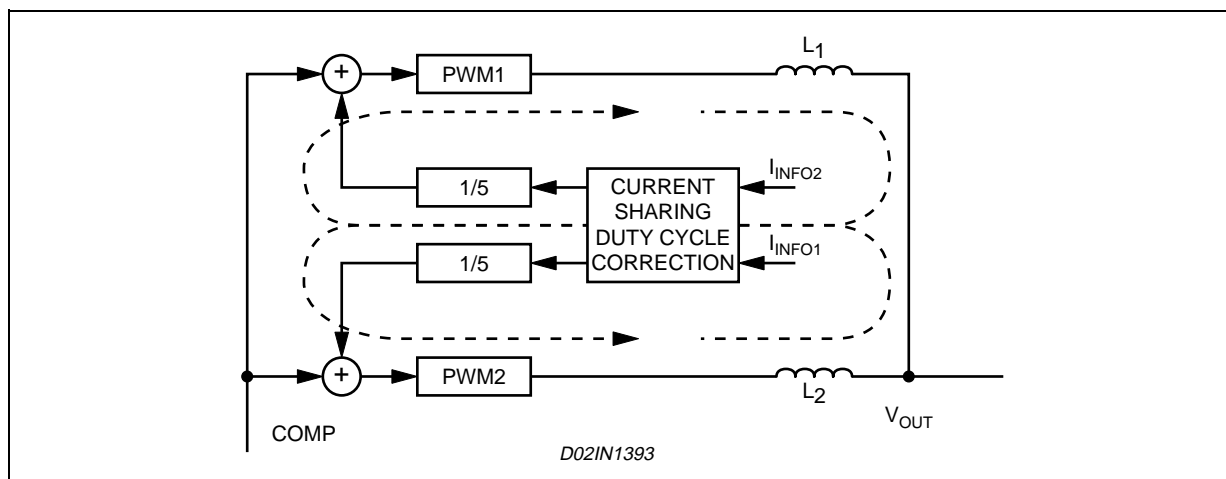 L1
+
PWM1
IINFO2
1/5
CURRENT
SHARING
DUTY CYCLE
CORRECTION
IINFO1
1/5
+
PWM2
L2
VOUT
COMP
D02IN1393